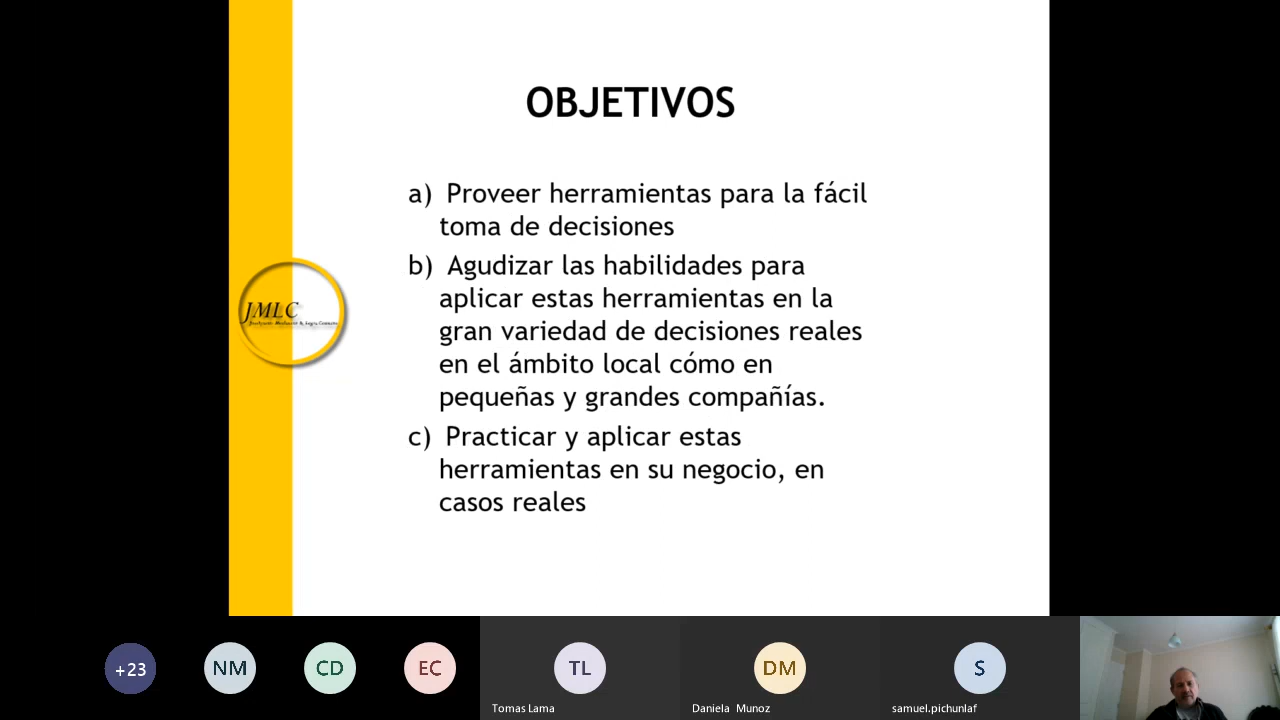 OBJETIVOS
a) Proveer herramientas para la fácil
toma de decisiones
b) Agudizar las habilidades para
aplicar estas herramientas en la
gran variedad de decisiones reales
en el ámbito local cómo en
pequeñas y grandes compañías.
c) Practicar y aplicar estas
herramientas en su negocio, en
casos reales
JMLC
+23
NM
CD
EC
TL
DM
S
Tomas Lama
Daniela Munoz
samuel.pichunlaf